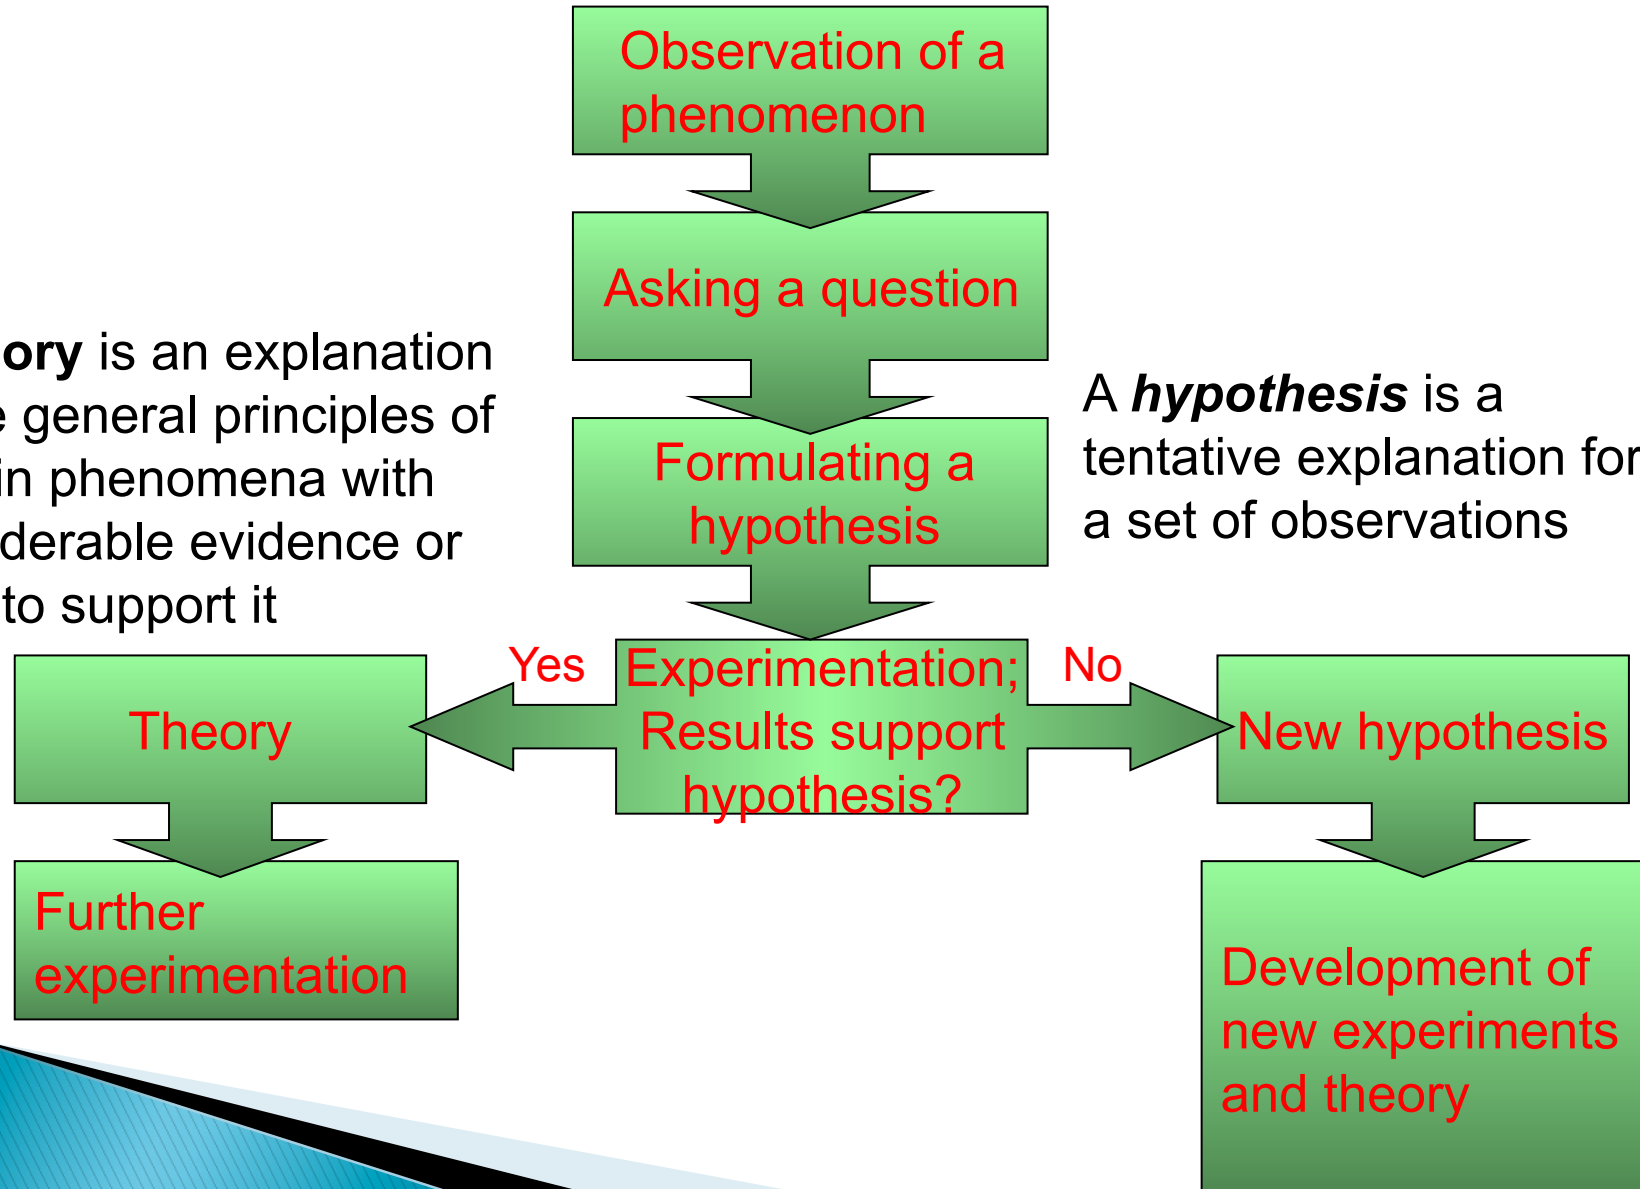 Observation of a
phenomenon
Asking a question
ory is an explanation
e general principles of
in phenomena with
derable evidence or
to support it
A hypothesis is a
tentative explanation for
a set of observations
Formulating a
hypothesis
Yes
Experimentation;
Results support
hypothesis?
No
Theory
New hypothesis
Further
experimentation
Development of
new experiments
and theory